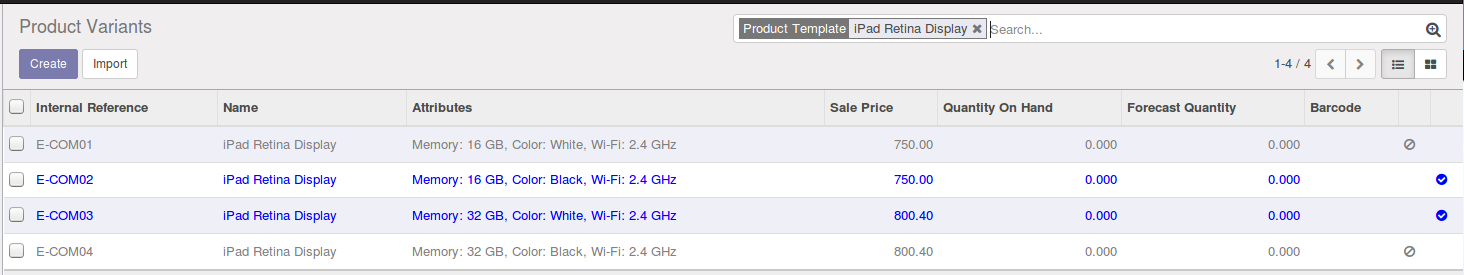 Product Variants
Product Template iPad Retina Display ✖ Search...
Create Import 1-4 / 4
Internal Reference Name Attributes Sale Price Quantity On Hand Forecast Quantity Barcode
E-COM01 iPad Retina Display Memory: 16 GB, Color: White, Wi-Fi: 2.4 GHz 750.00 0.000 0.000
E-COM02 iPad Retina Display Memory: 16 GB, Color: Black, Wi-Fi: 2.4 GHz 750.00 0.000 0.000
E-COM03 iPad Retina Display Memory: 32 GB, Color: White, Wi-Fi: 2.4 GHz 800.40 0.000 0.000
E-COM04 iPad Retina Display Memory: 32 GB, Color: Black, Wi-Fi: 2.4 GHz 800.40 0.000 0.000